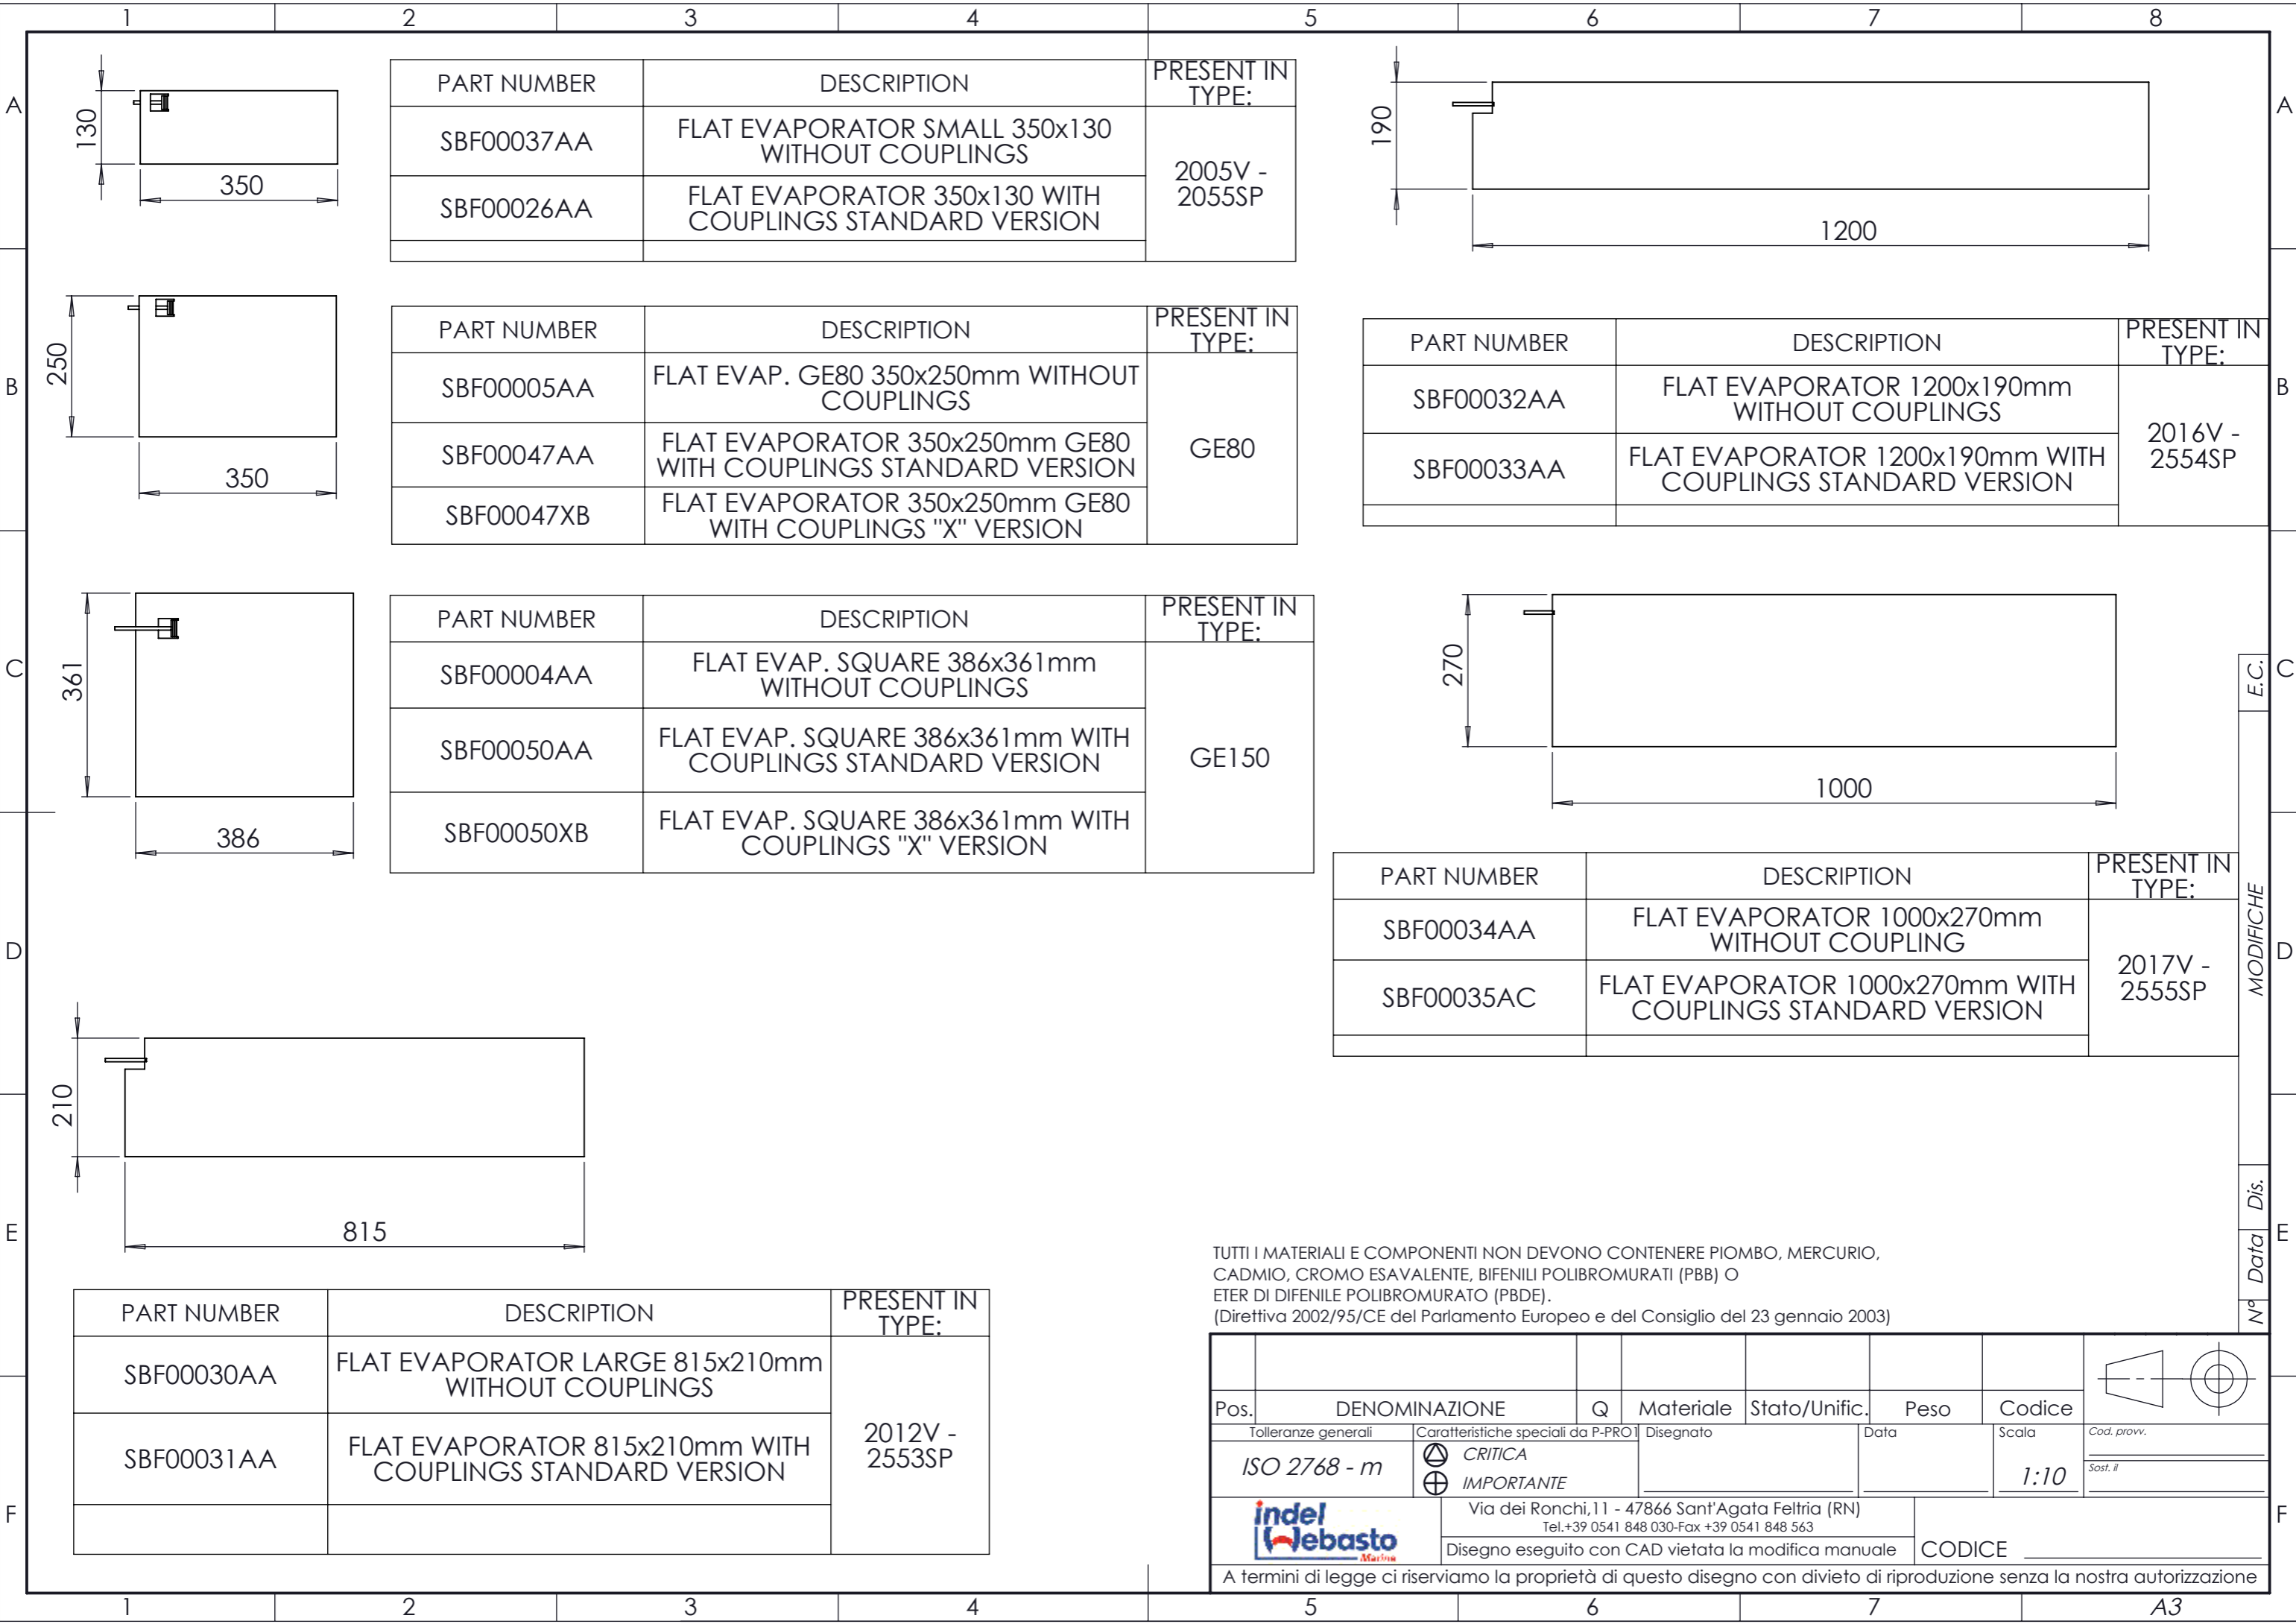 1 2 3 4 5 6 7 8
A
A
130
350
PART NUMBER DESCRIPTION PRESENT IN
TYPE:
SBF00037AA FLAT EVAPORATOR SMALL 350x130
WITHOUT COUPLINGS
SBF00026AA FLAT EVAPORATOR 350x130 WITH
COUPLINGS STANDARD VERSION
2005V -
2055SP
190
1200
B
B
250
350
PART NUMBER DESCRIPTION PRESENT IN
TYPE:
SBF00005AA FLAT EVAP. GE80 350x250mm WITHOUT
COUPLINGS
SBF00047AA FLAT EVAPORATOR 350x250mm GE80
WITH COUPLINGS STANDARD VERSION
SBF00047XB FLAT EVAPORATOR 350x250mm GE80
WITH COUPLINGS "X" VERSION
GE80
PART NUMBER DESCRIPTION PRESENT IN
TYPE:
SBF00032AA FLAT EVAPORATOR 1200x190mm
WITHOUT COUPLINGS
SBF00033AA FLAT EVAPORATOR 1200x190mm WITH
COUPLINGS STANDARD VERSION
2016V -
2554SP
C
C
361
386
PART NUMBER DESCRIPTION PRESENT IN
TYPE:
SBF00004AA FLAT EVAP. SQUARE 386x361mm
WITHOUT COUPLINGS
SBF00050AA FLAT EVAP. SQUARE 386x361mm WITH
COUPLINGS STANDARD VERSION
SBF00050XB FLAT EVAP. SQUARE 386x361mm WITH
COUPLINGS "X" VERSION
GE150
270
1000
D
D
PART NUMBER DESCRIPTION PRESENT IN
TYPE:
SBF00034AA FLAT EVAPORATOR 1000x270mm
WITHOUT COUPLING
SBF00035AC FLAT EVAPORATOR 1000x270mm WITH
COUPLINGS STANDARD VERSION
2017V -
2555SP
E.C.
MODIFICHE
Dis.
Data
N°
E
E
210
815
PART NUMBER DESCRIPTION PRESENT IN
TYPE:
SBF00030AA FLAT EVAPORATOR LARGE 815x210mm
WITHOUT COUPLINGS
SBF00031AA FLAT EVAPORATOR 815x210mm WITH
COUPLINGS STANDARD VERSION
2012V -
2553SP
TUTTI I MATERIALI E COMPONENTI NON DEVONO CONTENERE PIOMBO, MERCURIO,
CADMIO, CROMO ESAVALENTE, BIFENILI POLIBROMURATI (PBB) O
ETER DI DIFENILE POLIBROMURATO (PBDE).
(Direttiva 2002/95/CE del Parlamento Europeo e del Consiglio del 23 gennaio 2003)
Pos. DENOMINAZIONE Q Materiale Stato/Unific. Peso Codice
Tolleranze generali
ISO 2768 - m
Caratteristiche speciali da P-PRO1
CRITICA
IMPORTANTE
Disegnato
Data
Scala
1:10
Cod. provv.
Sost. il
F
F
indel
Webasto
Marine
Via dei Ronchi,11 - 47866 Sant'Agata Feltria (RN)
Tel.+39 0541 848 030-Fax +39 0541 848 563
Disegno eseguito con CAD vietata la modifica manuale
CODICE
A termini di legge ci riserviamo la proprietà di questo disegno con divieto di riproduzione senza la nostra autorizzazione
1 2 3 4 5 6 7 A3